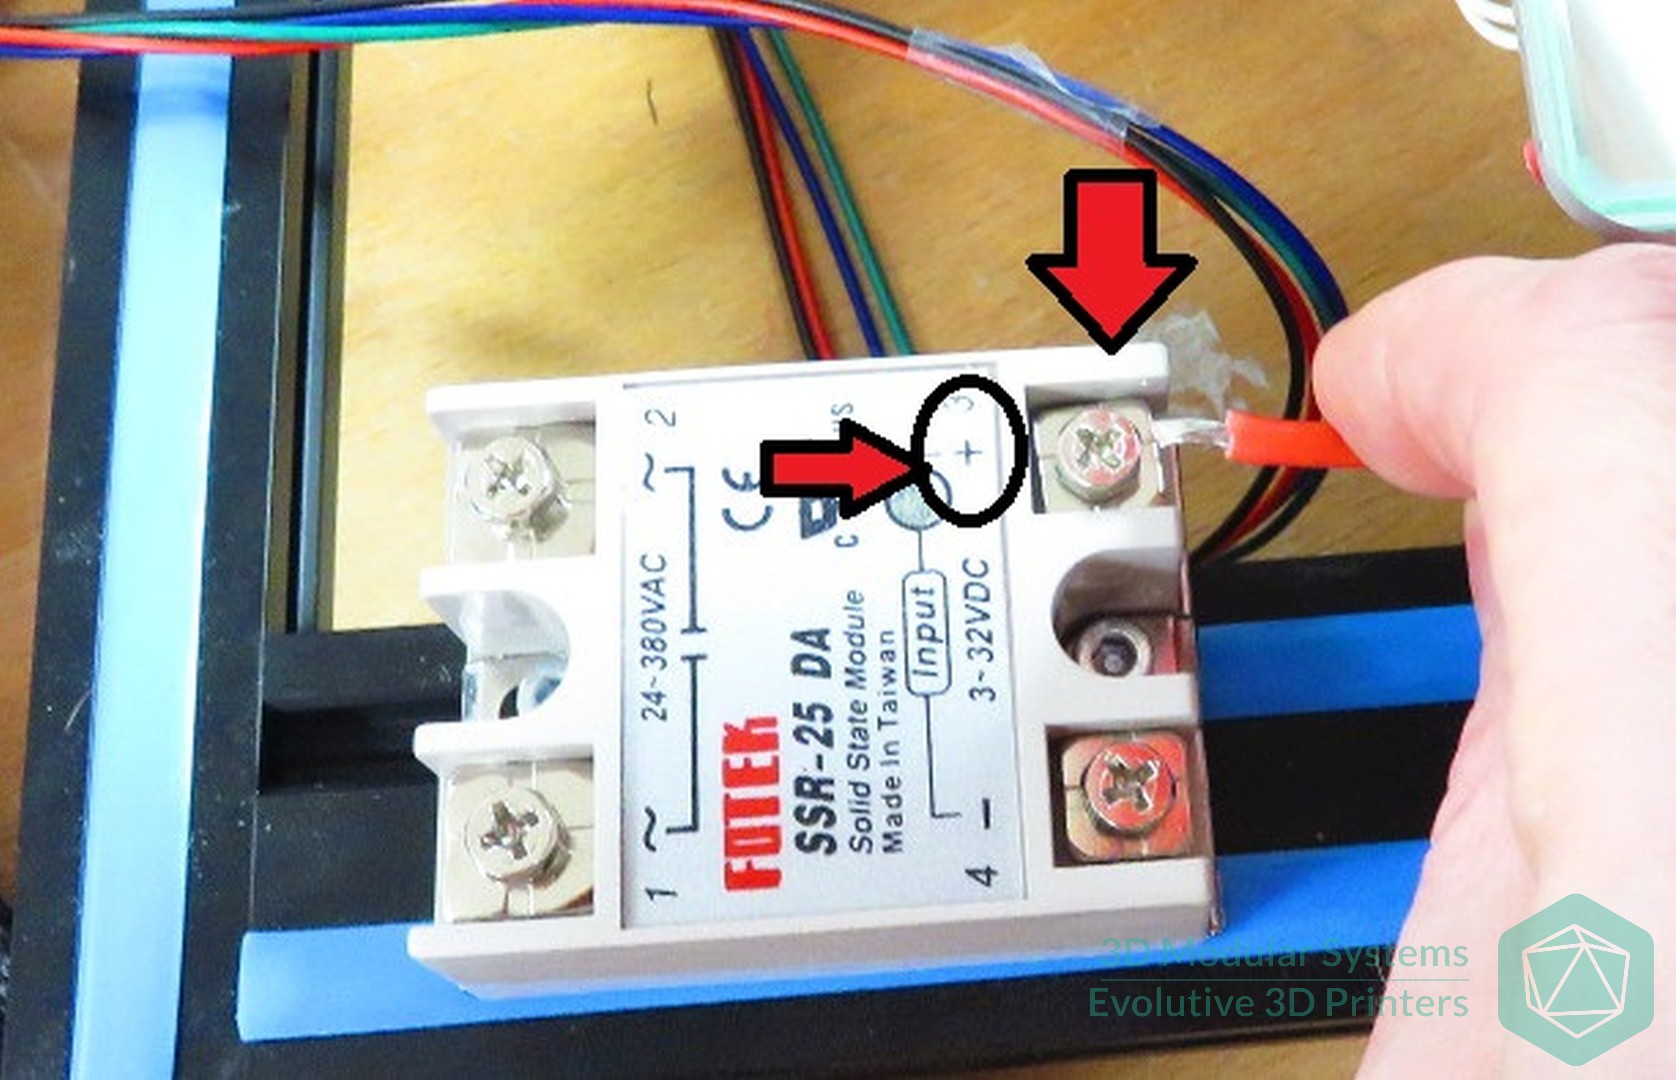 2
~
24~380VAC
~
1
CE
C US
FOTEK
SSR-25 DA
Solid State Module
Made in Taiwan
Input
3 +
3~32VDC
4 -
3D Modular Systems
Evolutive 3D Printers